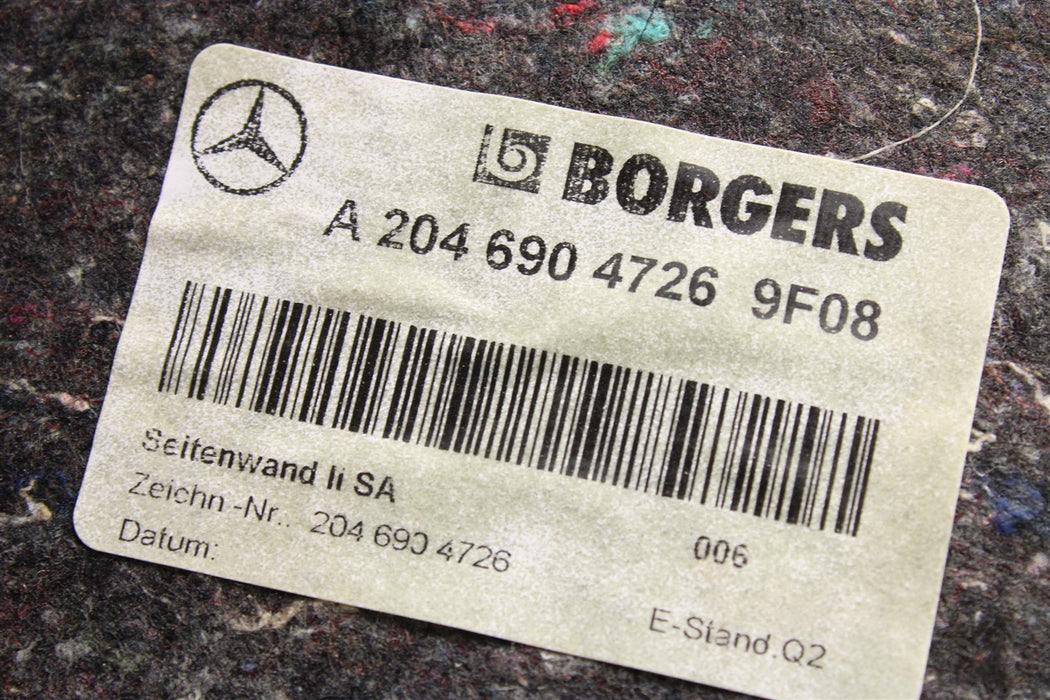 BORGERS
A 204 690 4726 9F08
Seitenwand li SA
Zeichn.-Nr.: 204 690 4726
006
Datum:
E-Stand.Q2